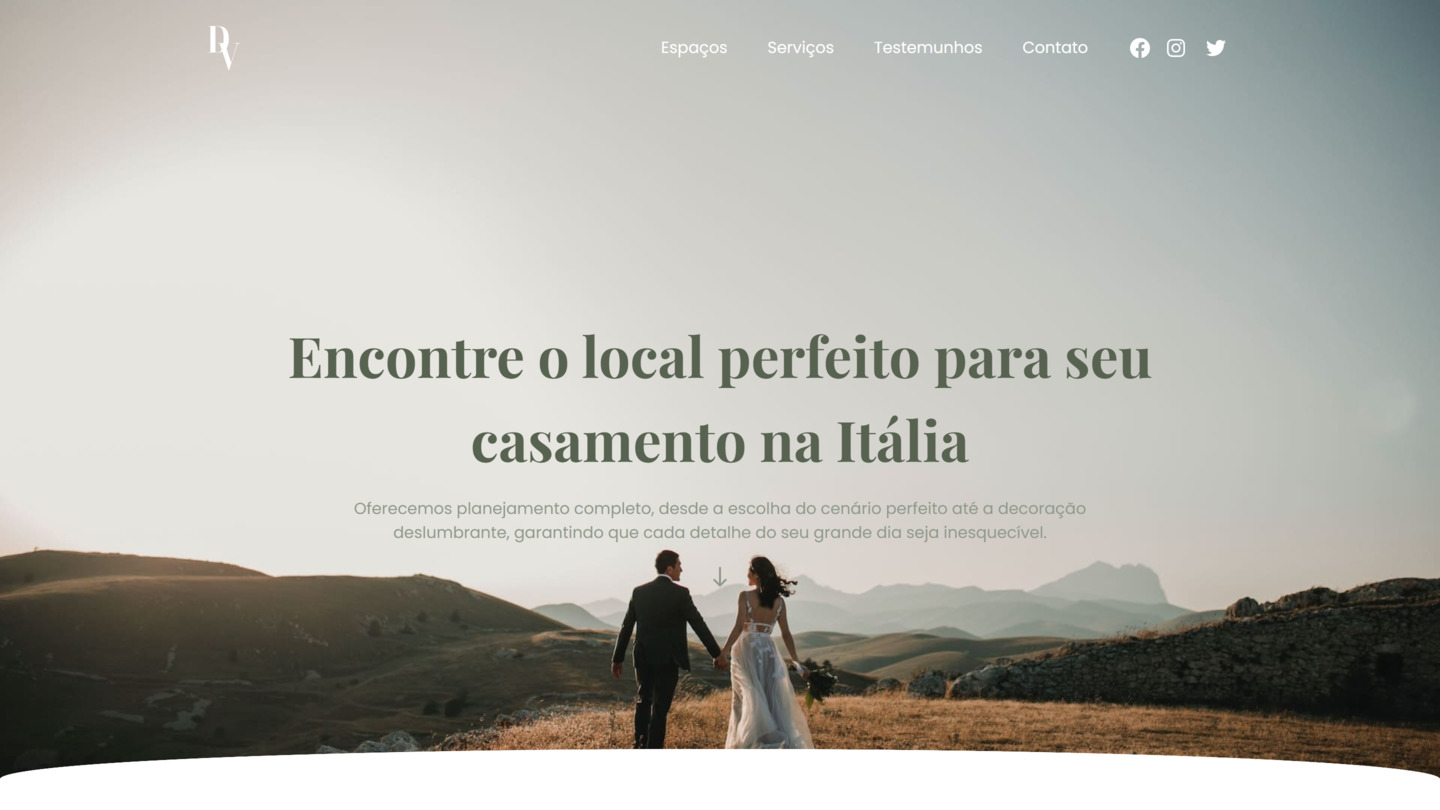 DV
Espaços Serviços Testemunhos Contato
Encontre o local perfeito para seu
casamento na Itália
Oferecemos planejamento completo, desde a escolha do cenário perfeito até a decoração
deslumbrante, garantindo que cada detalhe do seu grande dia seja inesquecível.